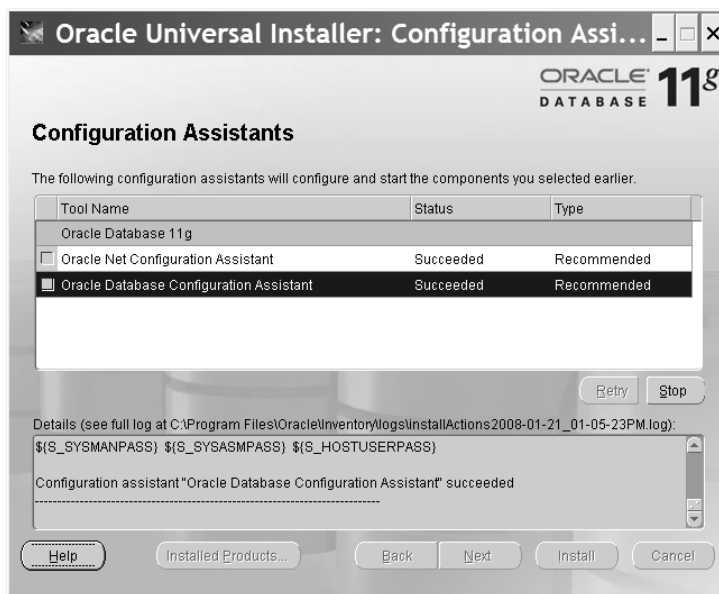 Oracle Universal Installer: Configuration Assi...
ORACLE
DATABASE 11g
Configuration Assistants
The following configuration assistants will configure and start the components you selected earlier.
Tool Name Status Type
Oracle Database 11g
Oracle Net Configuration Assistant Succeeded Recommended
Oracle Database Configuration Assistant Succeeded Recommended
Retry Stop
Details (see full log at C:\Program Files\Oracle\Inventory\logs\installActions2008-01-21_01-05-23PM.log):
${S_SYSMANPASS} ${S_SYSASMPASS} ${S_HOSTUSERPASS}
Configuration assistant "Oracle Database Configuration Assistant" succeeded
--------------------------------------------------------------------------
Help Installed Products... Back Next Install Cancel